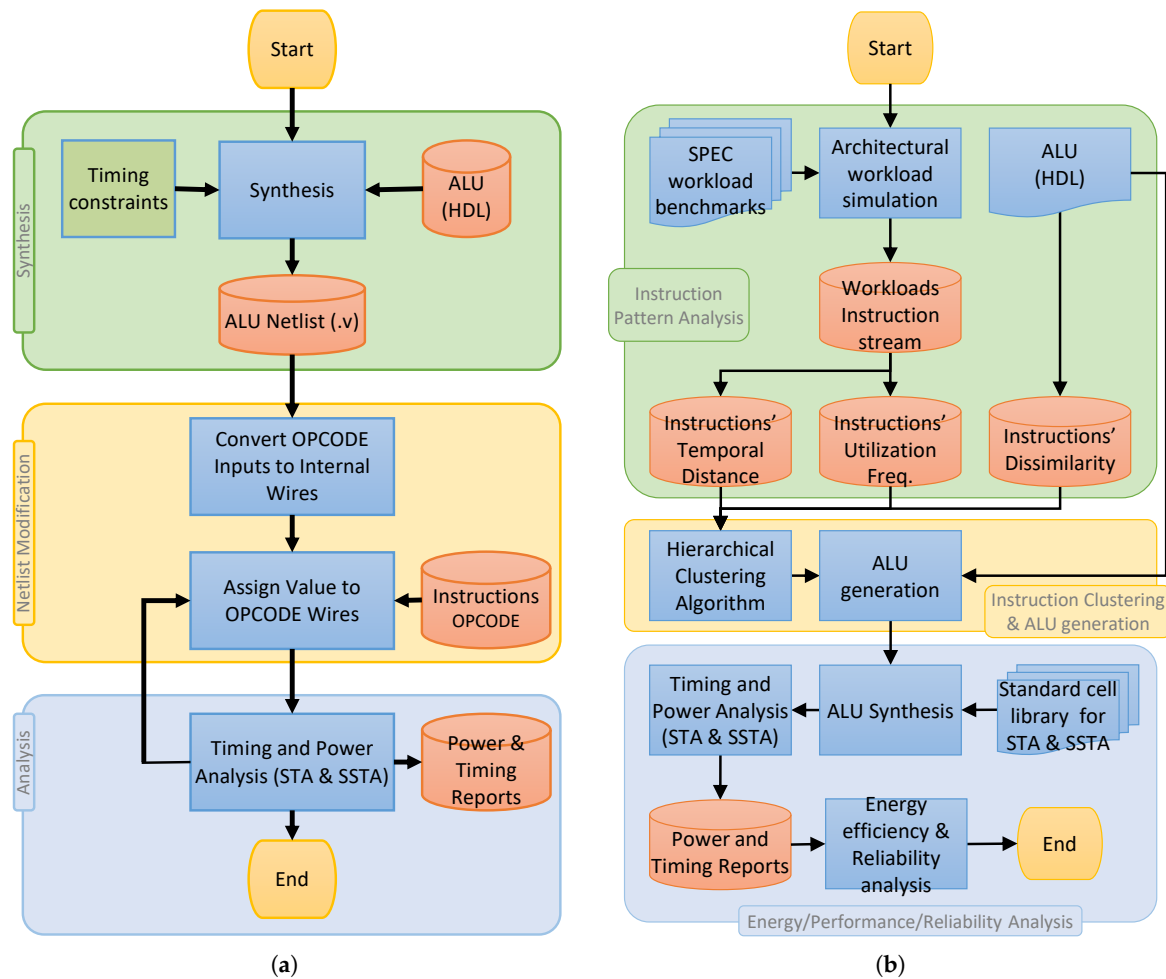 Start
Timing
constraints
Synthesis
ALU
(HDL)
ALU Netlist (.v)
Synthesis
Convert OPCODE
Inputs to Internal
Wires
Assign Value to
OPCODE Wires
Instructions
OPCODE
Netlist Modification
Timing and Power
Analysis (STA & SSTA)
Power &
Timing
Reports
Analysis
End
(a)
Start
SPEC
workload
benchmarks
Architectural
workload
simulation
ALU
(HDL)
Instruction
Pattern Analysis
Workloads
Instruction
stream
Instructions'
Temporal
Distance
Instructions'
Utilization
Freq.
Instructions'
Dissimilarity
Hierarchical
Clustering
Algorithm
ALU
generation
Instruction Clustering
& ALU generation
Timing and
Power Analysis
(STA & SSTA)
ALU Synthesis
Standard cell
library for
STA & SSTA
Power and
Timing Reports
Energy
efficiency &
Reliability
analysis
End
Energy/Performance/Reliability Analysis
(b)